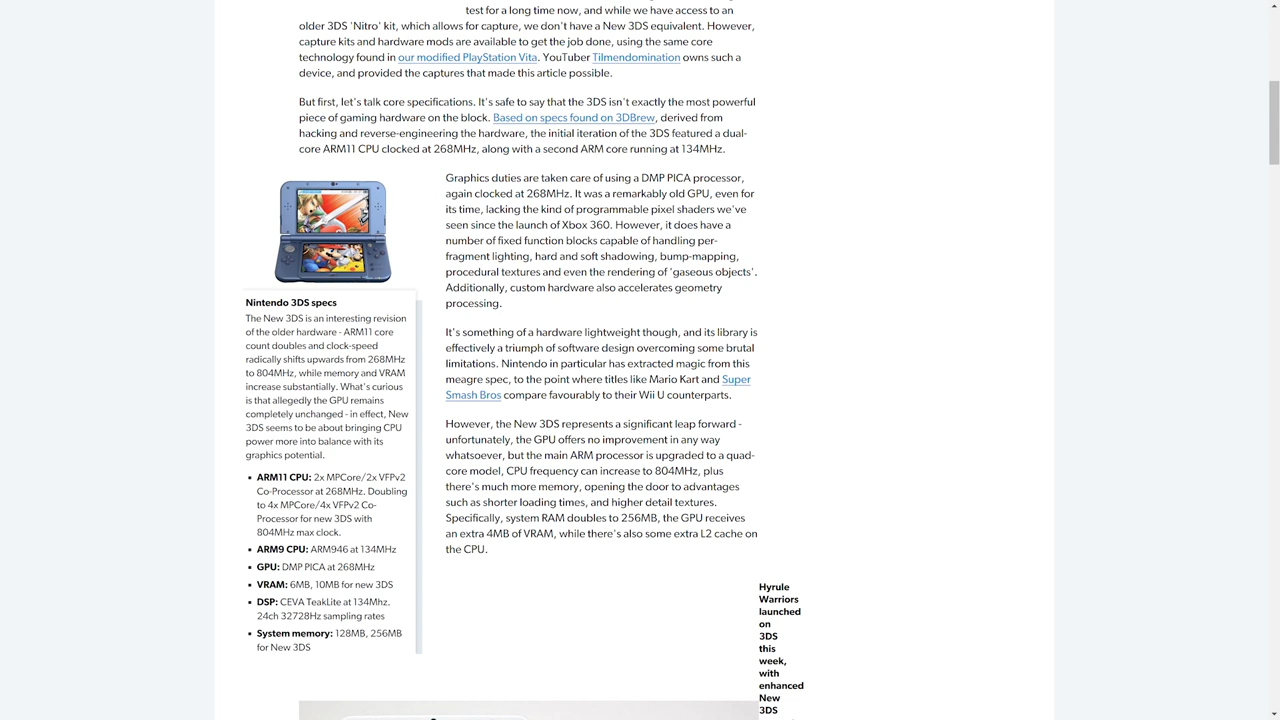 test for a long time now, and while we have access to an
older 3DS 'Nitro' kit, which allows for capture, we don't have a New 3DS equivalent. However,
capture kits and hardware mods are available to get the job done, using the same core
technology found in our modified PlayStation Vita. YouTuber Tilmendomination owns such a
device, and provided the captures that made this article possible.
But first, let's talk core specifications. It's safe to say that the 3DS isn't exactly the most powerful
piece of gaming hardware on the block. Based on specs found on 3DBrew, derived from
hacking and reverse-engineering the hardware, the initial iteration of the 3DS featured a dual-
core ARM11 CPU clocked at 268MHz, along with a second ARM core running at 134MHz.
Graphics duties are taken care of using a DMP PICA processor,
again clocked at 268MHz. It was a remarkably old GPU, even for
its time, lacking the kind of programmable pixel shaders we've
seen since the launch of Xbox 360. However, it does have a
number of fixed function blocks capable of handling per-
fragment lighting, hard and soft shadowing, bump-mapping,
procedural textures and even the rendering of 'gaseous objects'.
Additionally, custom hardware also accelerates geometry
processing.
It's something of a hardware lightweight though, and its library is
effectively a triumph of software design overcoming some brutal
limitations. Nintendo in particular has extracted magic from this
meagre spec, to the point where titles like Mario Kart and Super
Smash Bros compare favourably to their Wii U counterparts.
However, the New 3DS represents a significant leap forward -
unfortunately, the GPU offers no improvement in any way
whatsoever, but the main ARM processor is upgraded to a quad-
core model, CPU frequency can increase to 804MHz, plus
there's much more memory, opening the door to advantages
such as shorter loading times, and higher detail textures.
Specifically, system RAM doubles to 256MB, the GPU receives
an extra 4MB of VRAM, while there's also some extra L2 cache on
the CPU.
Nintendo 3DS specs
The New 3DS is an interesting revision
of the older hardware - ARM11 core
count doubles and clock-speed
radically shifts upwards from 268MHz
to 804MHz, while memory and VRAM
increase substantially. What's curious
is that allegedly the GPU remains
completely unchanged - in effect, New
3DS seems to be about bringing CPU
power more into balance with its
graphics potential.
ARM11 CPU: 2x MPCore/2x VFPv2
Co-Processor at 268MHz. Doubling
to 4x MPCore/4x VFPv2 Co-
Processor for new 3DS with
804MHz max clock.
ARM9 CPU: ARM946 at 134MHz
GPU: DMP PICA at 268MHz
VRAM: 6MB, 10MB for new 3DS
DSP: CEVA TeakLite at 134Mhz.
24ch 32728Hz sampling rates
System memory: 128MB, 256MB
for New 3DS
Hyrule
Warriors
launched
on
3DS
this
week,
with
enhanced
New
3DS